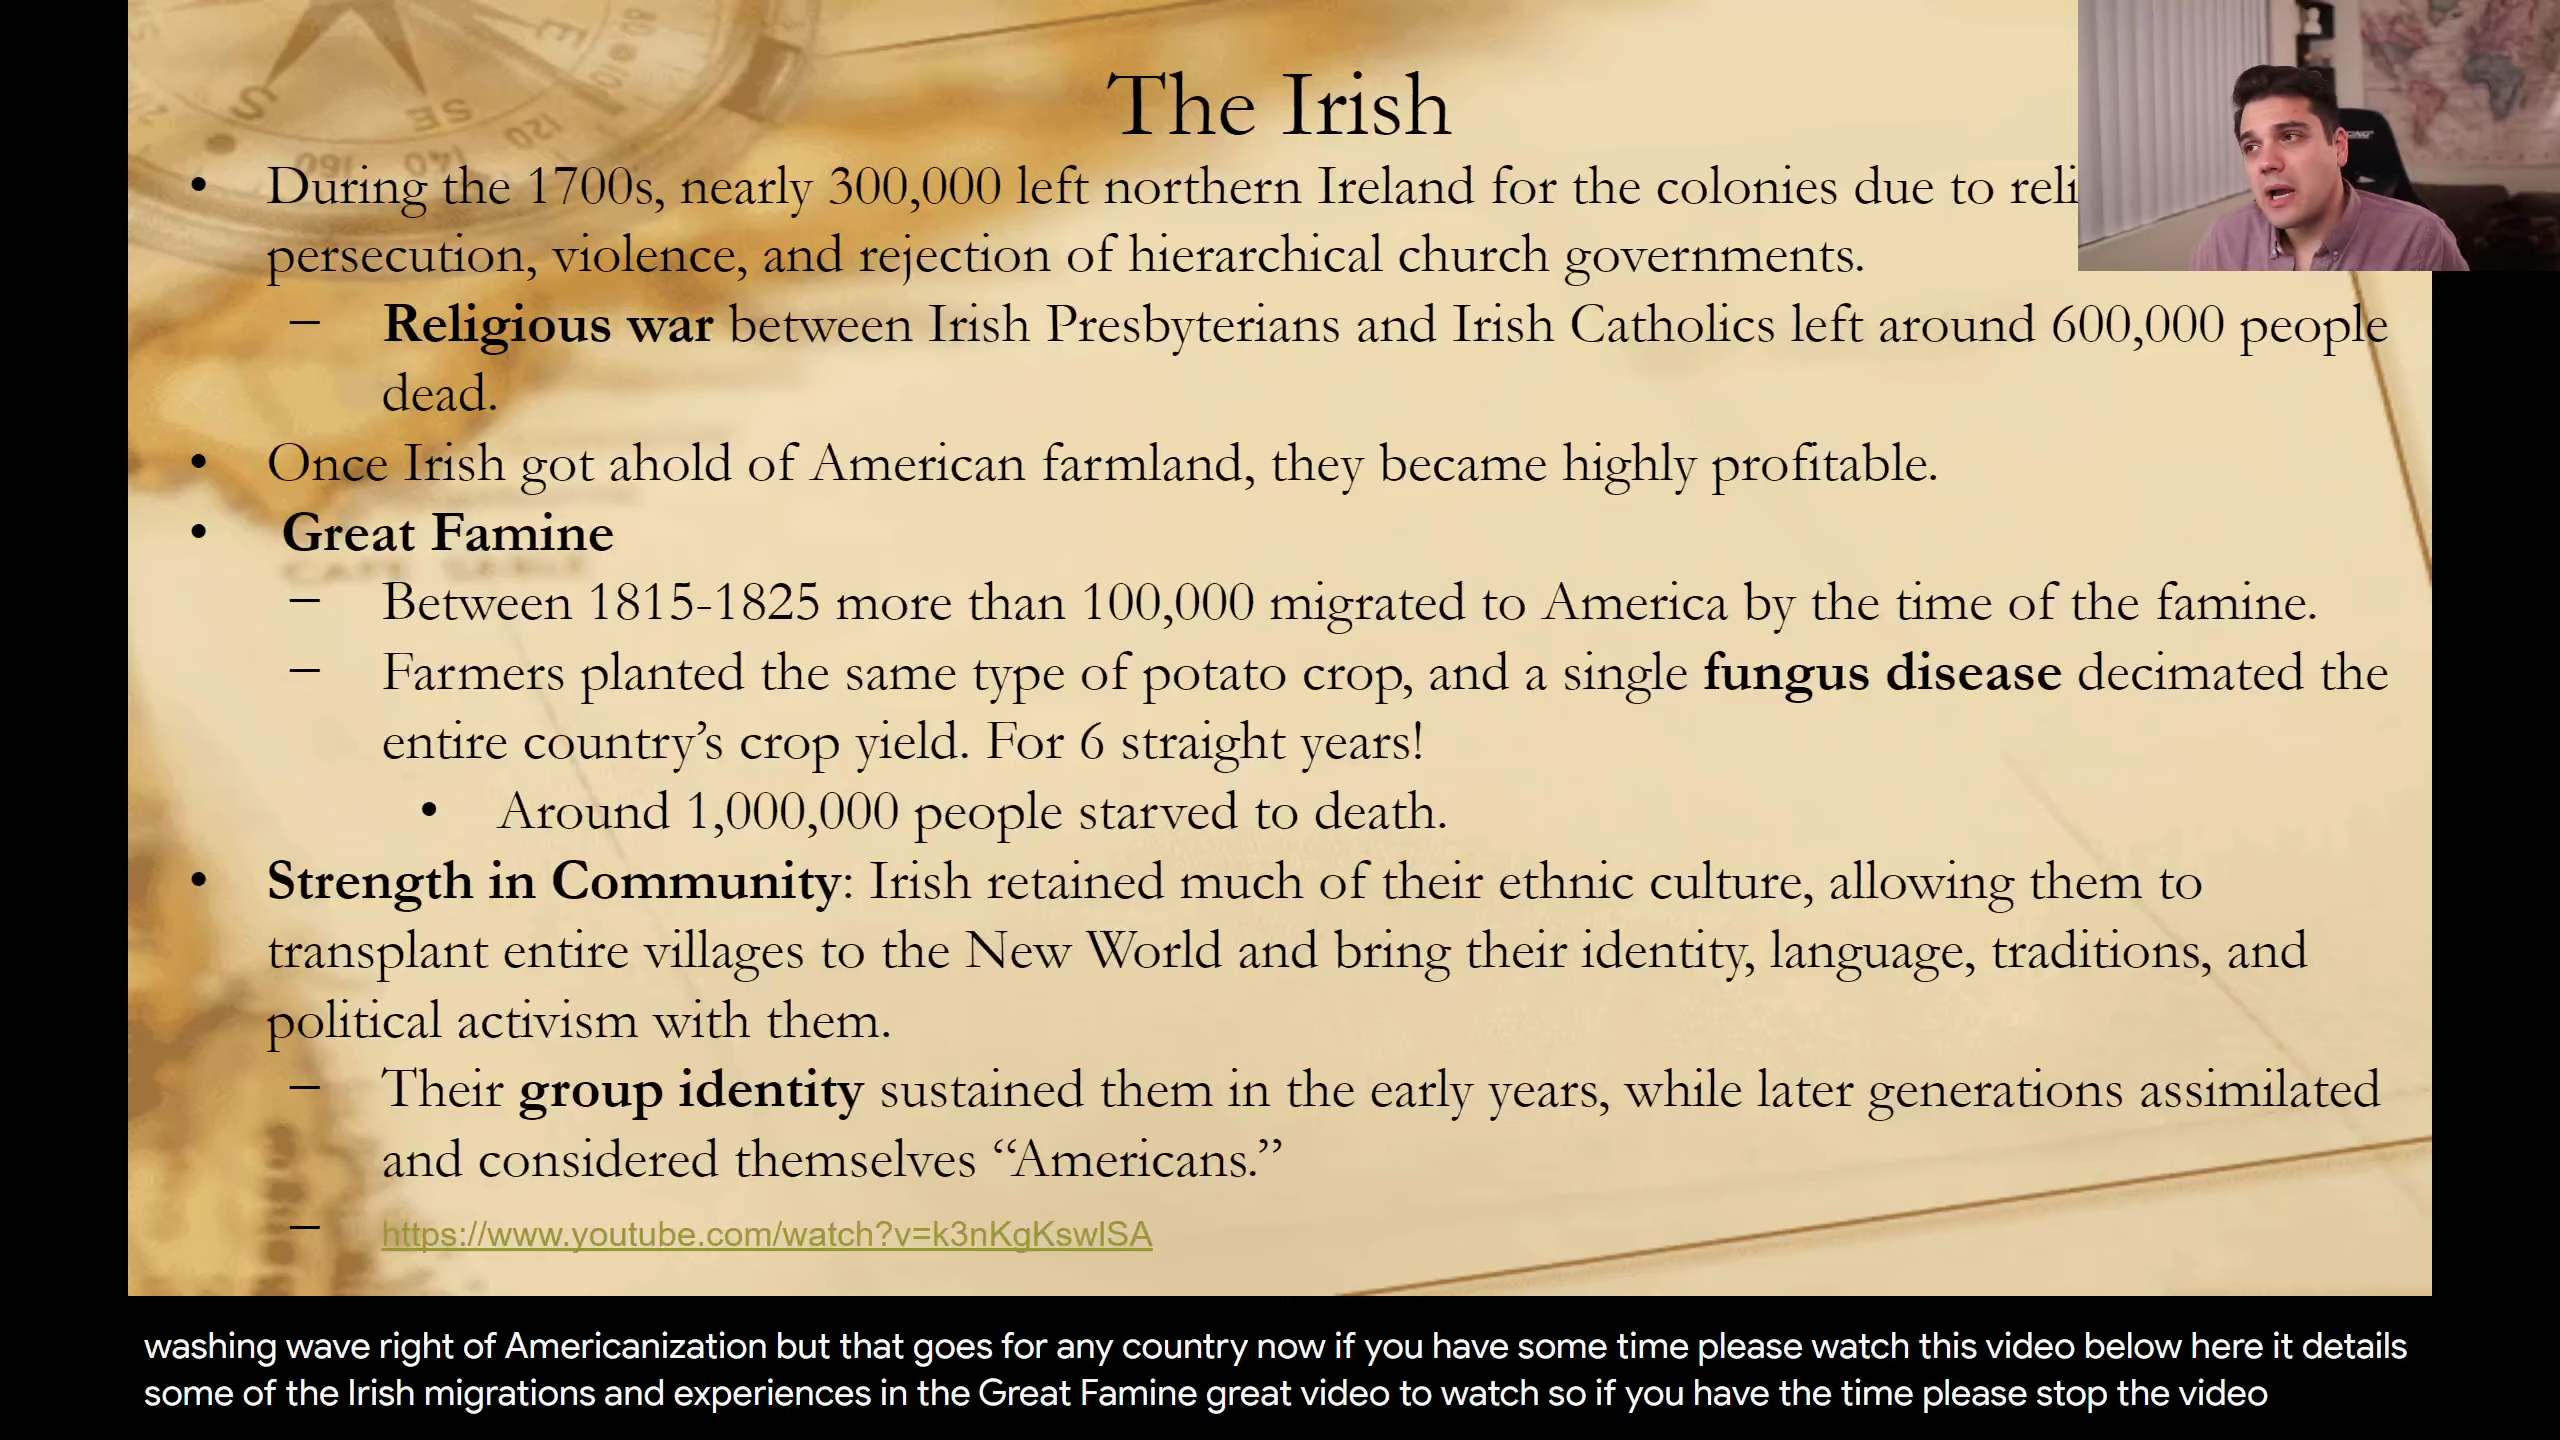 The Irish
• During the 1700s, nearly 300,000 left northern Ireland for the colonies due to
persecution, violence, and rejection of hierarchical church governments.
– Religious war between Irish Presbyterians and Irish Catholics left around 600,000 people
dead.
• Once Irish got ahold of American farmland, they became highly profitable.
• Great Famine
– Between 1815-1825 more than 100,000 migrated to America by the time of the famine.
– Farmers planted the same type of potato crop, and a single fungus disease decimated the
entire country’s crop yield. For 6 straight years!
• Around 1,000,000 people starved to death.
• Strength in Community: Irish retained much of their ethnic culture, allowing them to
transplant entire villages to the New World and bring their identity, language, traditions, and
political activism with them.
– Their group identity sustained them in the early years, while later generations assimilated
and considered themselves “Americans.”
– https://www.youtube.com/watch?v=k3nKgKswlSA
washing wave right of Americanization but that goes for any country now if you have some time please watch this video below here it details
some of the Irish migrations and experiences in the Great Famine great video to watch so if you have the time please stop the video